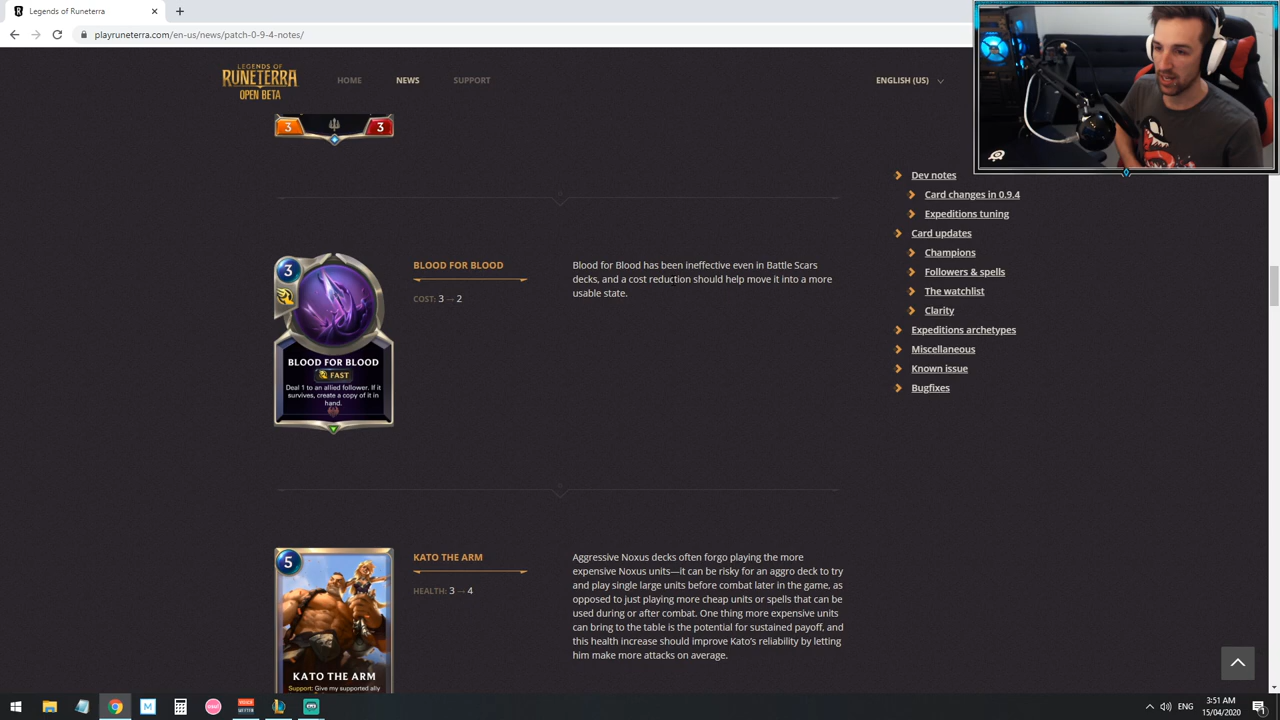 Legends of Runeterra
playruneterra.com/en-us/news/patch-0-9-4-notes/
LEGENDS OF
RUNETERRA
OPEN BETA
HOME
NEWS
SUPPORT
ENGLISH (US)
3
3
Dev notes
Card changes in 0.9.4
Expeditions tuning
Card updates
Champions
Followers & spells
The watchlist
Clarity
Expeditions archetypes
Miscellaneous
Known issue
Bugfixes
3
BLOOD FOR BLOOD
FAST
Deal 1 to an allied follower. If it
survives, create a copy of it in
hand.
BLOOD FOR BLOOD
COST: 3 → 2
Blood for Blood has been ineffective even in Battle Scars
decks, and a cost reduction should help move it into a more
usable state.
5
KATO THE ARM
Support: Give my supported ally
KATO THE ARM
HEALTH: 3 → 4
Aggressive Noxus decks often forgo playing the more
expensive Noxus units—it can be risky for an aggro deck to try
and play single large units before combat later in the game, as
opposed to just playing more cheap units or spells that can be
used during or after combat. One thing more expensive units
can bring to the table is the potential for sustained payoff, and
this health increase should improve Kato's reliability by letting
him make more attacks on average.
ENG
3:51 AM
15/04/2020